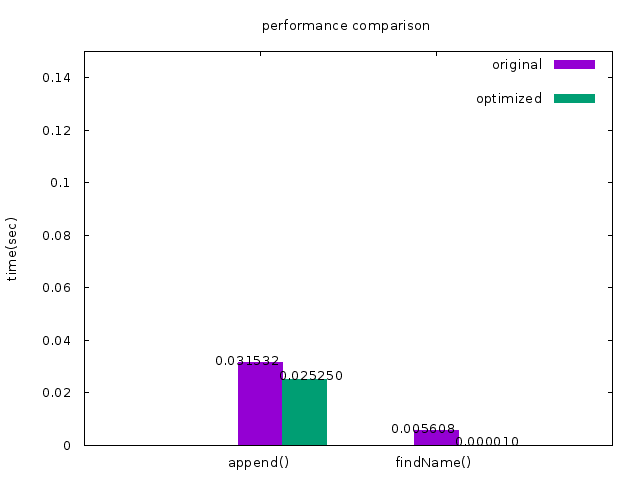 performance comparison
original
optimized
0.14
0.12
0.1
0.08
0.06
0.04
0.02
0
time(sec)
0.031532
0.025250
0.005608
0.000010
append()
findName()